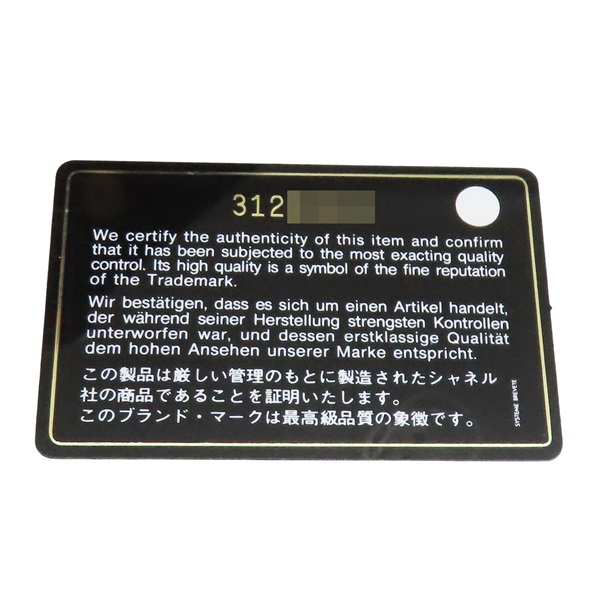 312
We certify the authenticity of this item and confirm
that it has been subjected to the most exacting quality
control. Its high quality is a symbol of the fine reputation
of the Trademark.
Wir bestätigen, dass es sich um einen Artikel handelt,
der während seiner Herstellung strengsten Kontrollen
unterworfen war, und dessen erstklassige Qualität
dem hohen Ansehen unserer Marke entspricht.
この製品は厳しい管理のもとに製造されたシャネル
社の商品であることを証明いたします。
このブランド・マークは最高級品質の象徴です。
SYSTEME BREVETE